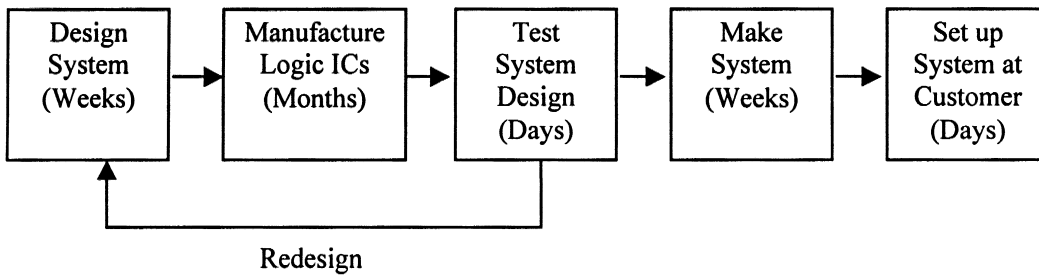 Design
System
(Weeks)
Manufacture
Logic ICs
(Months)
Test
System
Design
(Days)
Make
System
(Weeks)
Set up
System at
Customer
(Days)
Redesign